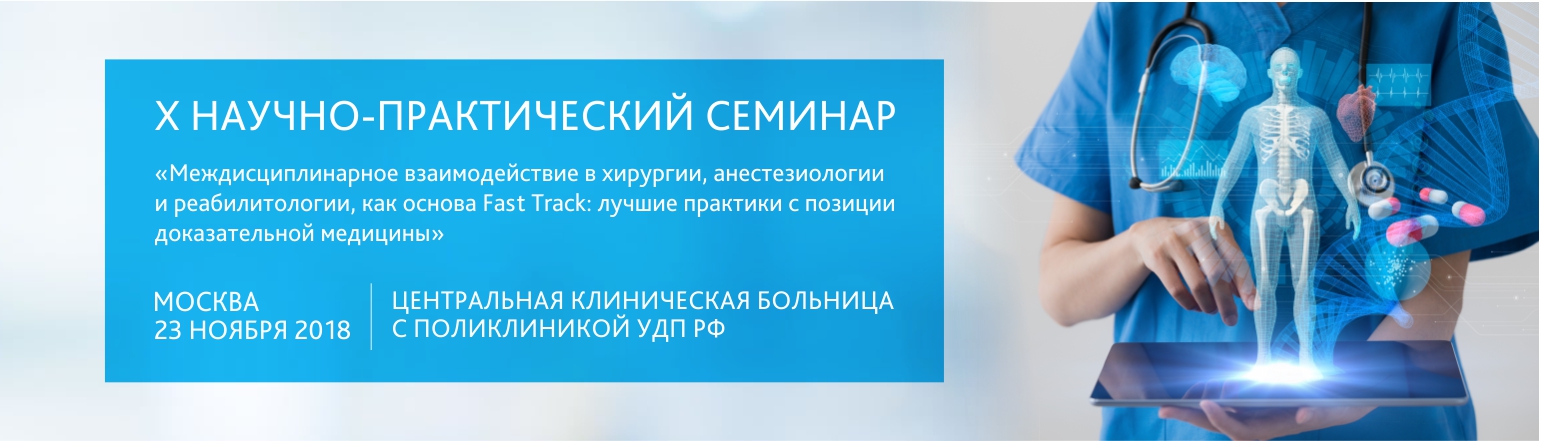 X НАУЧНО-ПРАКТИЧЕСКИЙ СЕМИНАР
«Междисциплинарное взаимодействие в хирургии, анестезиологии
и реабилитологии, как основа Fast Track: лучшие практики с позиции
доказательной медицины»
МОСКВА
23 НОЯБРЯ 2018
ЦЕНТРАЛЬНАЯ КЛИНИЧЕСКАЯ БОЛЬНИЦА
С ПОЛИКЛИНИКОЙ УДП РФ